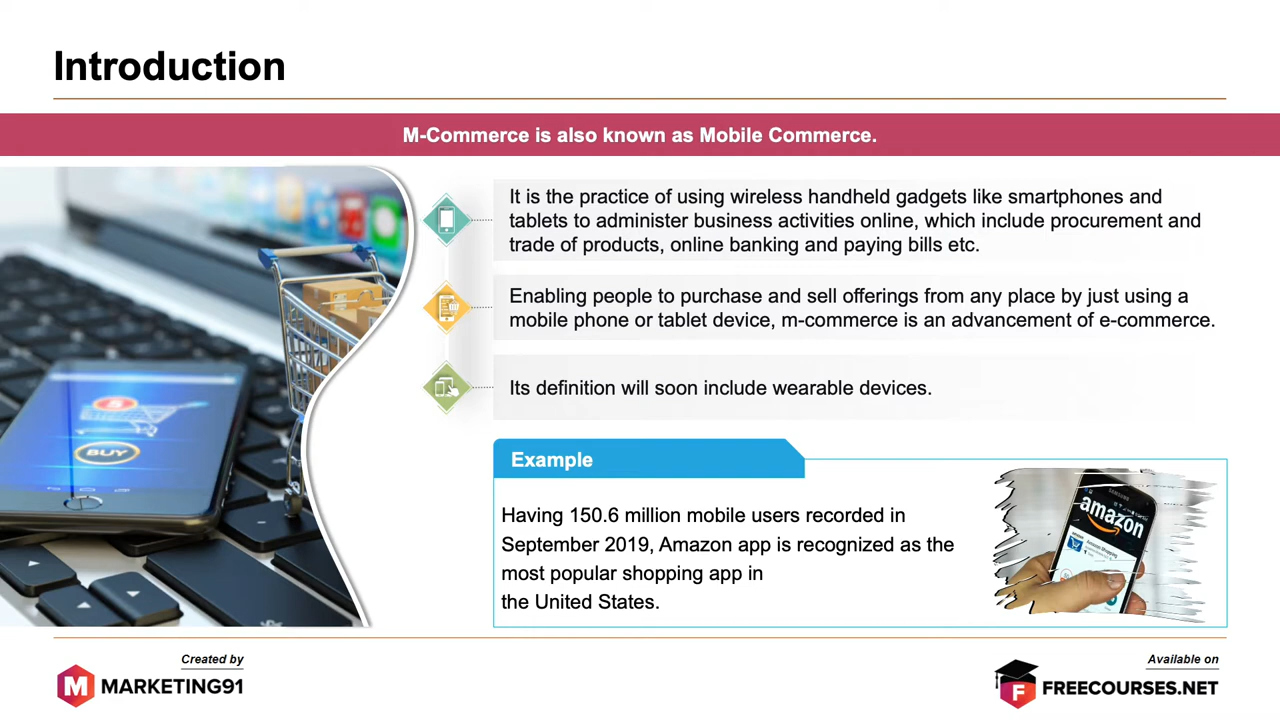 Introduction
M-Commerce is also known as Mobile Commerce.
It is the practice of using wireless handheld gadgets like smartphones and
tablets to administer business activities online, which include procurement and
trade of products, online banking and paying bills etc.
Enabling people to purchase and sell offerings from any place by just using a
mobile phone or tablet device, m-commerce is an advancement of e-commerce.
Its definition will soon include wearable devices.
BUY
Example
Having 150.6 million mobile users recorded in
September 2019, Amazon app is recognized as the
most popular shopping app in
the United States.
SAMSUNG
amazon
Amazon Shopping
Created by
M MARKETING91
Available on
F FREECOURSES.NET